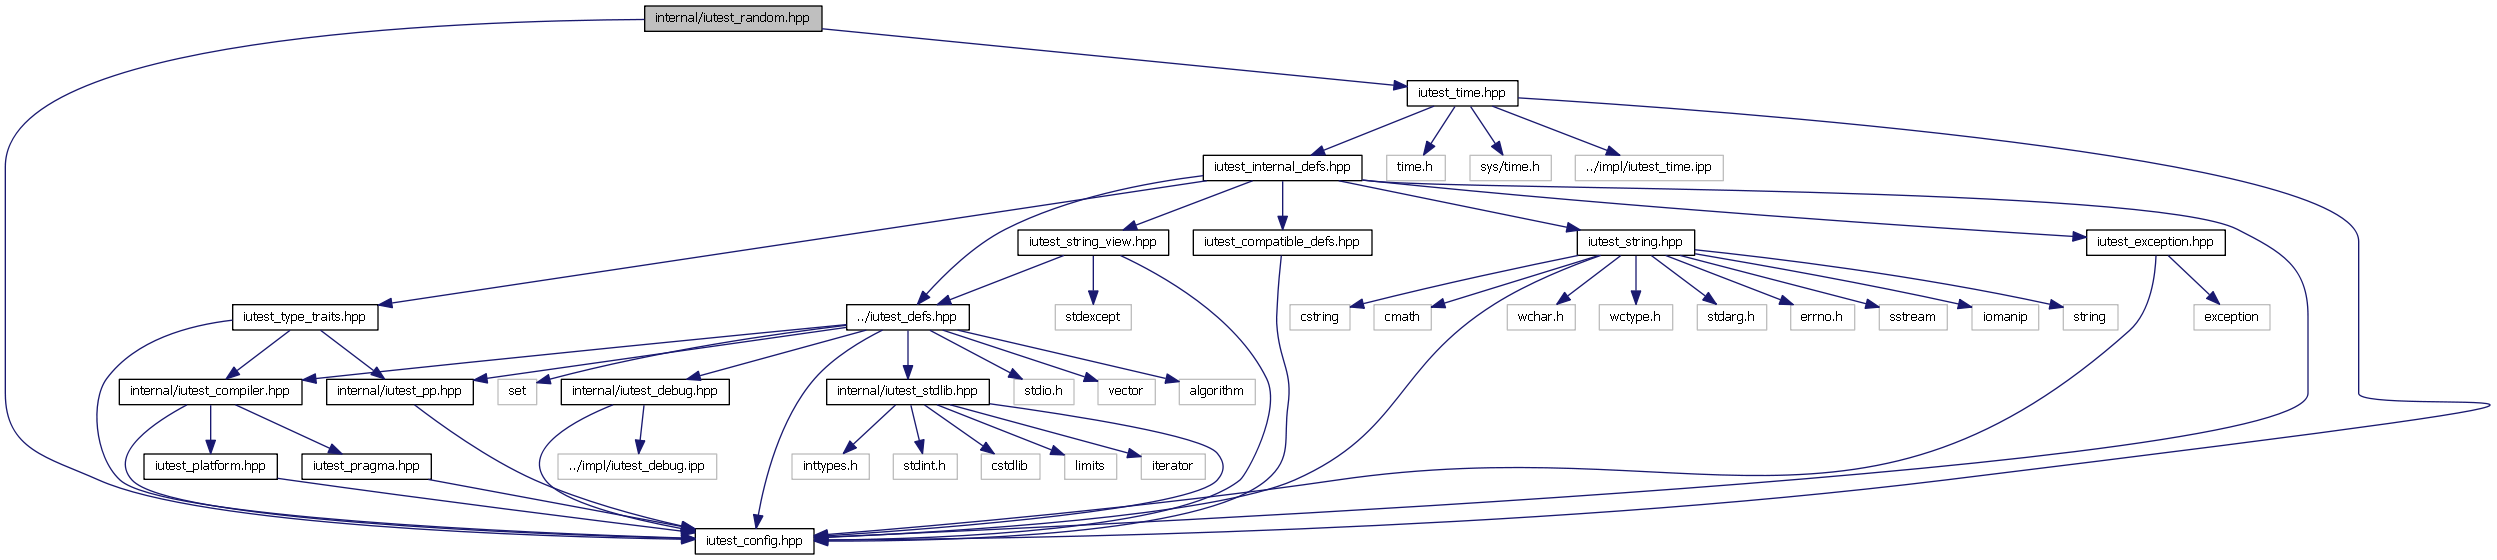 internal/iutest_random.hpp
iutest_time.hpp
iutest_internal_defs.hpp
time.h
sys/time.h
../impl/iutest_time.ipp
iutest_string_view.hpp
iutest_compatible_defs.hpp
iutest_string.hpp
iutest_exception.hpp
iutest_type_traits.hpp
../iutest_defs.hpp
stdexcept
cstring
cmath
wchar.h
wctype.h
stdarg.h
errno.h
sstream
iomanip
string
exception
internal/iutest_compiler.hpp
internal/iutest_pp.hpp
set
internal/iutest_debug.hpp
internal/iutest_stdlib.hpp
stdio.h
vector
algorithm
iutest_platform.hpp
iutest_pragma.hpp
../impl/iutest_debug.ipp
inttypes.h
stdint.h
cstdlib
limits
iterator
iutest_config.hpp